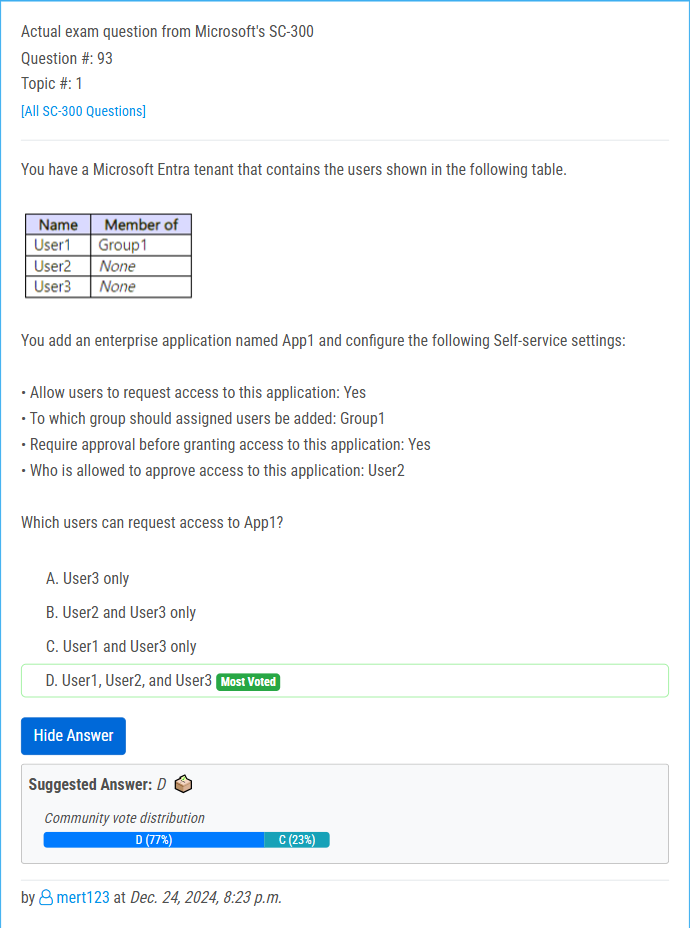 Actual exam question from Microsoft's SC-300
Question #: 93
Topic #: 1
[All SC-300 Questions]
You have a Microsoft Entra tenant that contains the users shown in the following table.
Name Member of
User1 Group1
User2 None
User3 None
You add an enterprise application named App1 and configure the following Self-service settings:
• Allow users to request access to this application: Yes
• To which group should assigned users be added: Group1
• Require approval before granting access to this application: Yes
• Who is allowed to approve access to this application: User2
Which users can request access to App1?
A. User3 only
B. User2 and User3 only
C. User1 and User3 only
D. User1, User2, and User3 Most Voted
Hide Answer
Suggested Answer: D
Community vote distribution
D (77%) C (23%)
by mert123 at Dec. 24, 2024, 8:23 p.m.